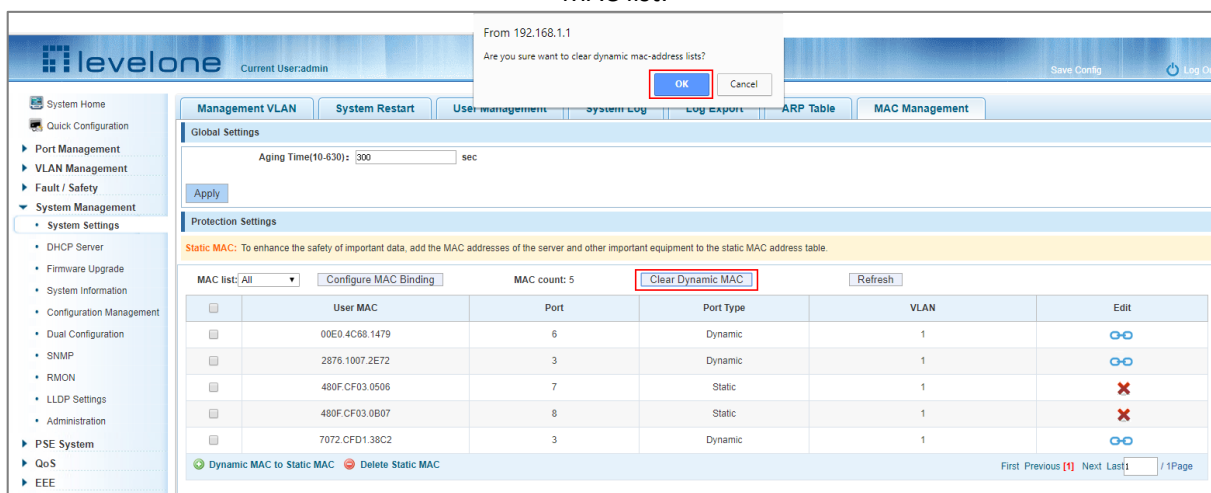 From 192.168.1.1
Are you sure want to clear dynamic mac-address lists?
OK Cancel
levelone Current User:admin Save Config
System Home
Quick Configuration
Port Management
VLAN Management
Fault / Safety
System Management
System Settings
DHCP Server
Firmware Upgrade
System Information
Configuration Management
Dual Configuration
SNMP
RMON
LLDP Settings
Administration
PSE System
QoS
EEE
Management VLAN System Restart User Management System Log Log Export ARP Table MAC Management
Global Settings
Aging Time(10-630): 300 sec
Apply
Protection Settings
Static MAC: To enhance the safety of important data, add the MAC addresses of the server and other important equipment to the static MAC address table.
MAC list: All Configure MAC Binding MAC count: 5 Clear Dynamic MAC Refresh
User MAC Port Port Type VLAN Edit
00E0.4C68.1479 6 Dynamic 1
2876.1007.2E72 3 Dynamic 1
480F.CF03.0506 7 Static 1
480F.CF03.0B07 8 Static 1
7072.CFD1.38C2 3 Dynamic 1
Dynamic MAC to Static MAC Delete Static MAC First Previous [1] Next Last 1 / 1Page